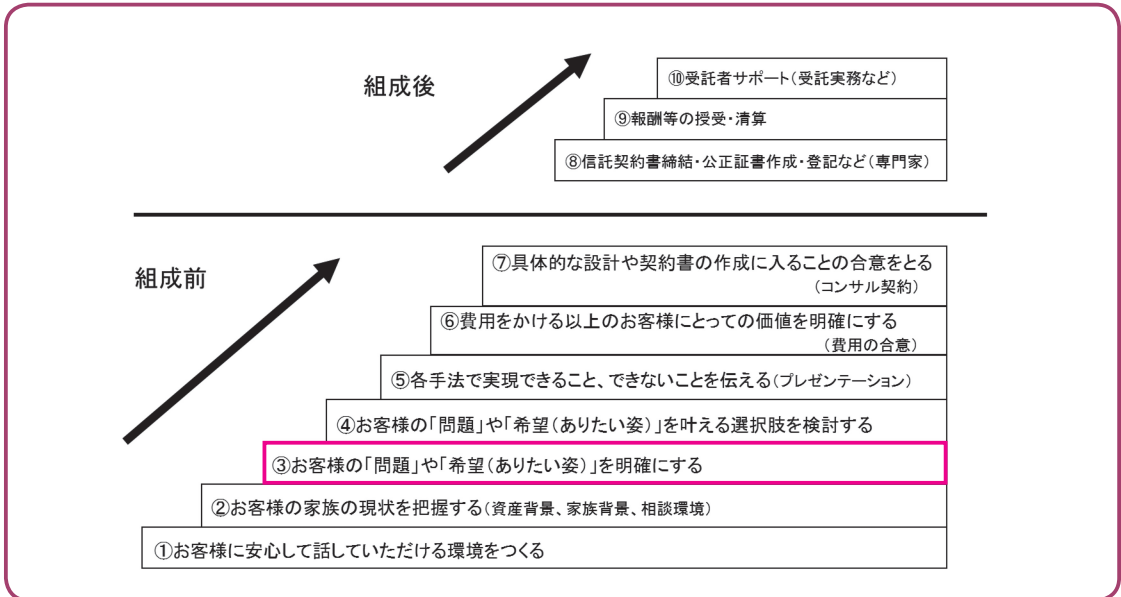 組成後
⑩受託者サポート(受託実務など)
⑨報酬等の授受・清算
⑧信託契約書締結・公正証書作成・登記など(専門家)
組成前
⑦具体的な設計や契約書の作成に入ることの合意をとる
(コンサル契約)
⑥費用をかける以上のお客様にとっての価値を明確にする
(費用の合意)
⑤各手法で実現できること、できないことを伝える(プレゼンテーション)
④お客様の「問題」や「希望(ありたい姿)」を叶える選択肢を検討する
③お客様の「問題」や「希望(ありたい姿)」を明確にする
②お客様の家族の現状を把握する(資産背景、家族背景、相談環境)
①お客様に安心して話していただける環境をつくる